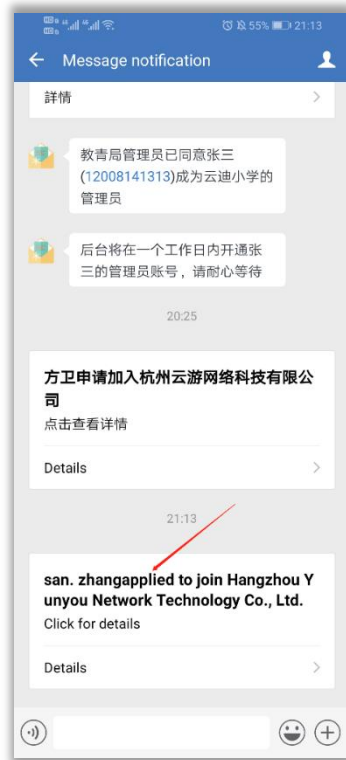 55% 21:13
Message notification
詳情
教青局管理员已同意张三
(12008141313)成为云迪小学的
管理员
后台将在一个工作日内开通张
三的管理员账号，请耐心等待
20:25
方卫申请加入杭州云游网络科技有限公
司
点击查看详情
Details
21:13
san. zhangapplied to join Hangzhou Y
unyou Network Technology Co., Ltd.
Click for details
Details